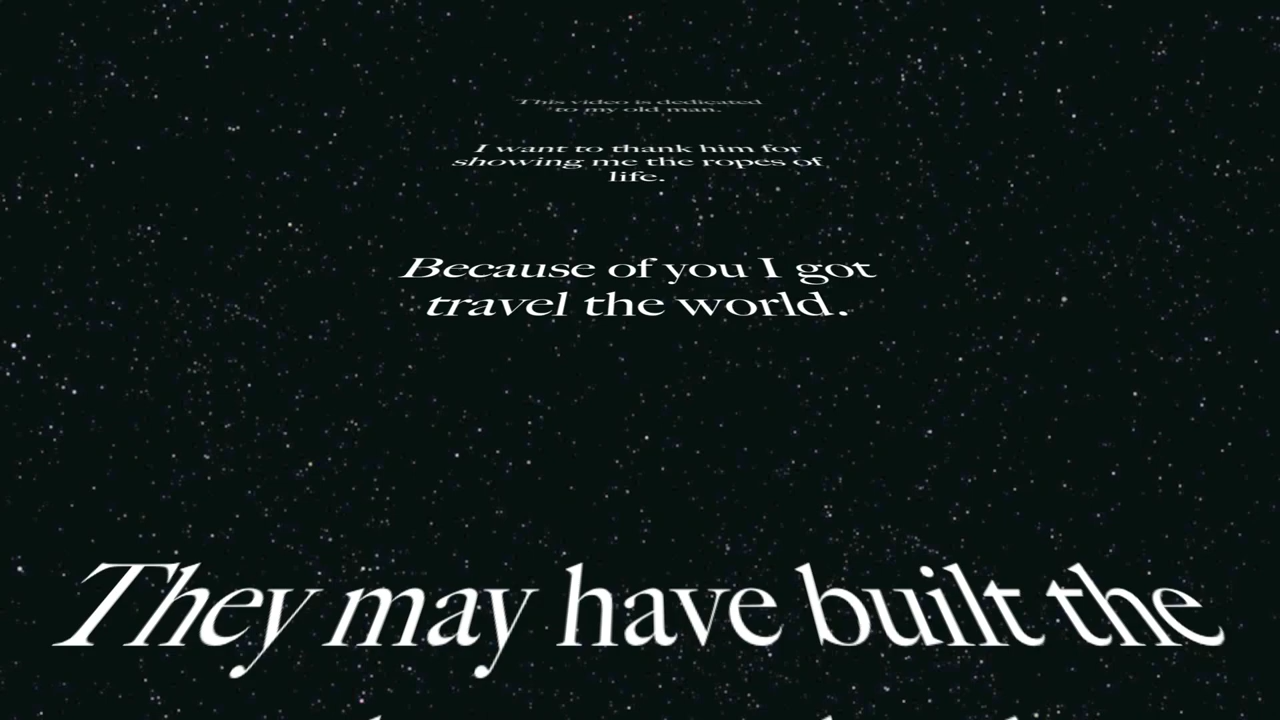 This video is dedicated
to my old man.
I want to thank him for
showing me the ropes of
life.
Because of you I got
travel the world.
They may have built the